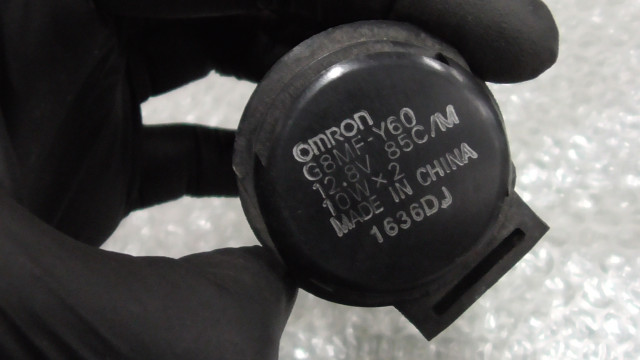 OMRON
G8MF-Y60
12.8V 85C/M
10W×2
MADE IN CHINA
1636DJ